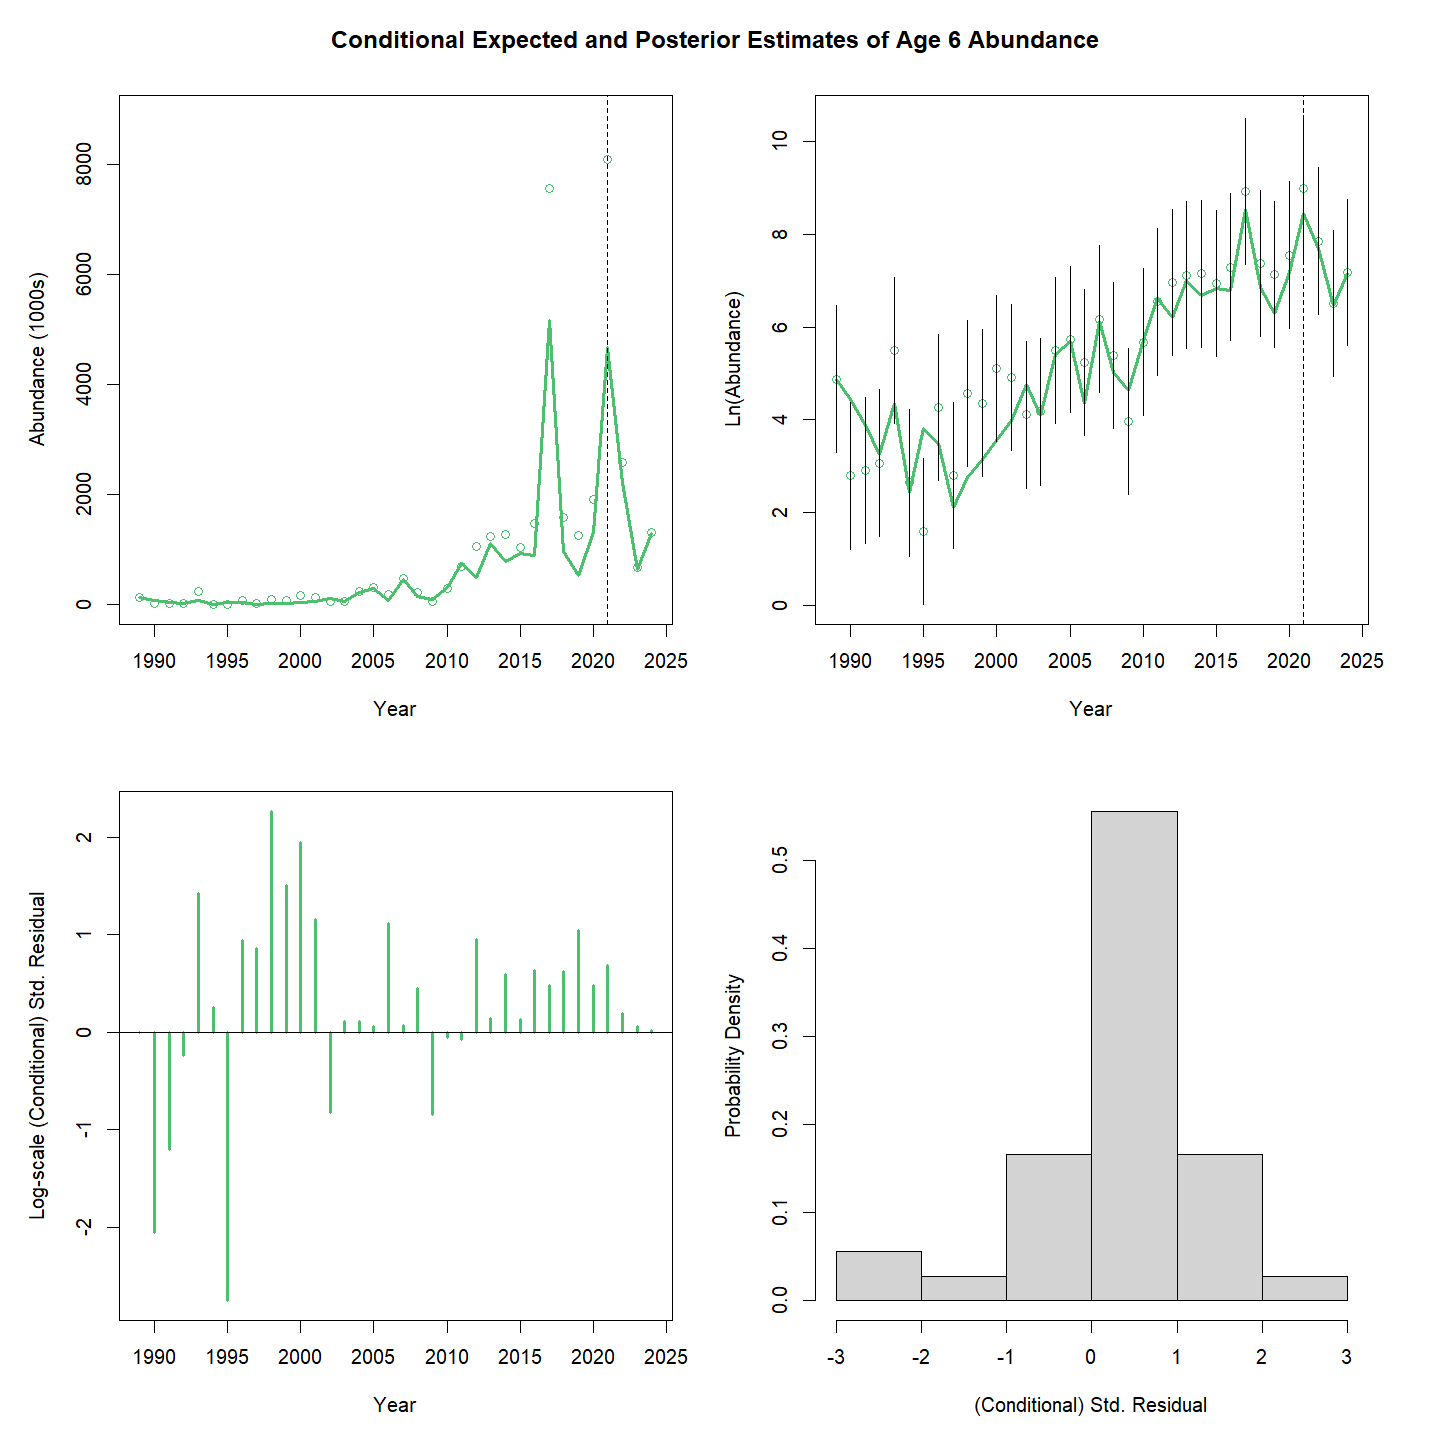 Conditional Expected and Posterior Estimates of Age 6 Abundance
Abundance (1000s)
8000
6000
4000
2000
0
1990 1995 2000 2005 2010 2015 2020 2025
Year
Ln(Abundance)
10
8
6
4
2
0
1990 1995 2000 2005 2010 2015 2020 2025
Year
Log-scale (Conditional) Std. Residual
2
1
0
-1
-2
1990 1995 2000 2005 2010 2015 2020 2025
Year
Probability Density
0.5
0.4
0.3
0.2
0.1
0.0
-3 -2 -1 0 1 2 3
(Conditional) Std. Residual